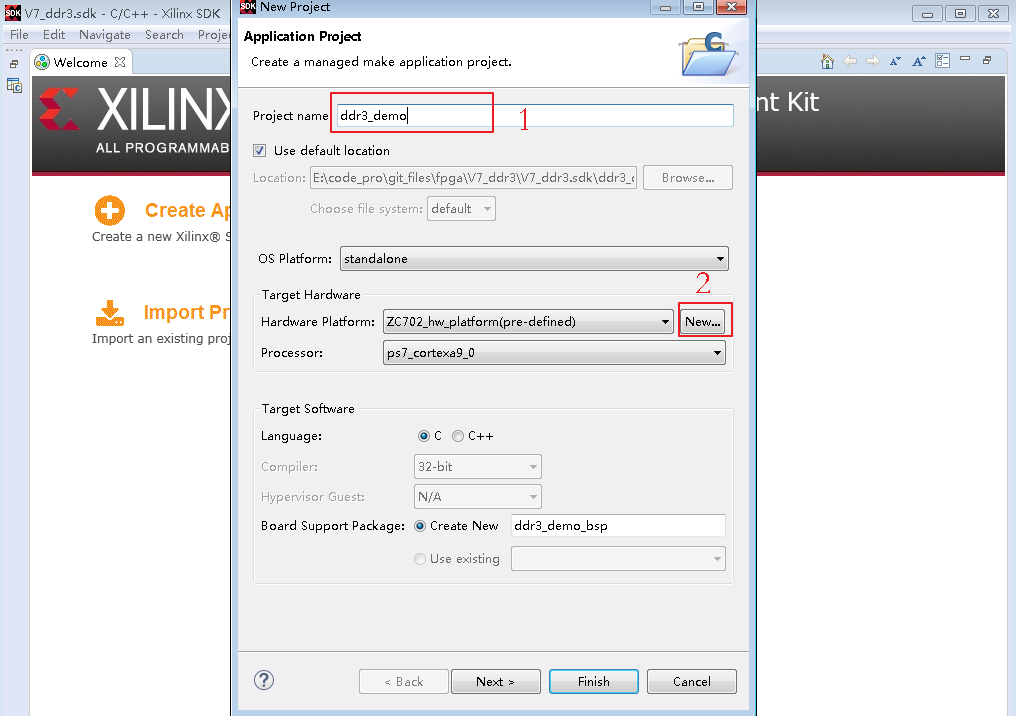 V7_ddr3.sdk - C/C++ - Xilinx SDK
File Edit Navigate Search Proje
Welcome
XILINX
ALL PROGRAMMAB
nt Kit
Create Ap
Create a new Xilinx® S
Import Pr
Import an existing proj
SDK New Project
Application Project
Create a managed make application project.
Project name ddr3_demo 1
Use default location
Location: E:\code_pro\git_files\fpga\V7_ddr3\V7_ddr3.sdk\ddr3_ Browse...
Choose file system: default
OS Platform: standalone
2
Target Hardware
Hardware Platform: ZC702_hw_platform(pre-defined) New...
Processor: ps7_cortexa9_0
Target Software
Language: C C++
Compiler: 32-bit
Hypervisor Guest: N/A
Board Support Package: Create New ddr3_demo_bsp
Use existing
< Back Next > Finish Cancel